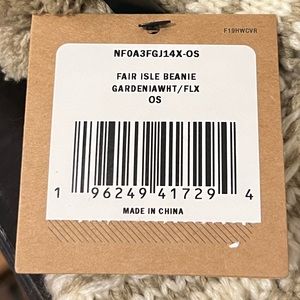 F19HWCVR
NF0A3FGJ14X-OS
FAIR ISLE BEANIE
GARDENIAWHT/FLX
OS
1 96249 41729 4
MADE IN CHINA